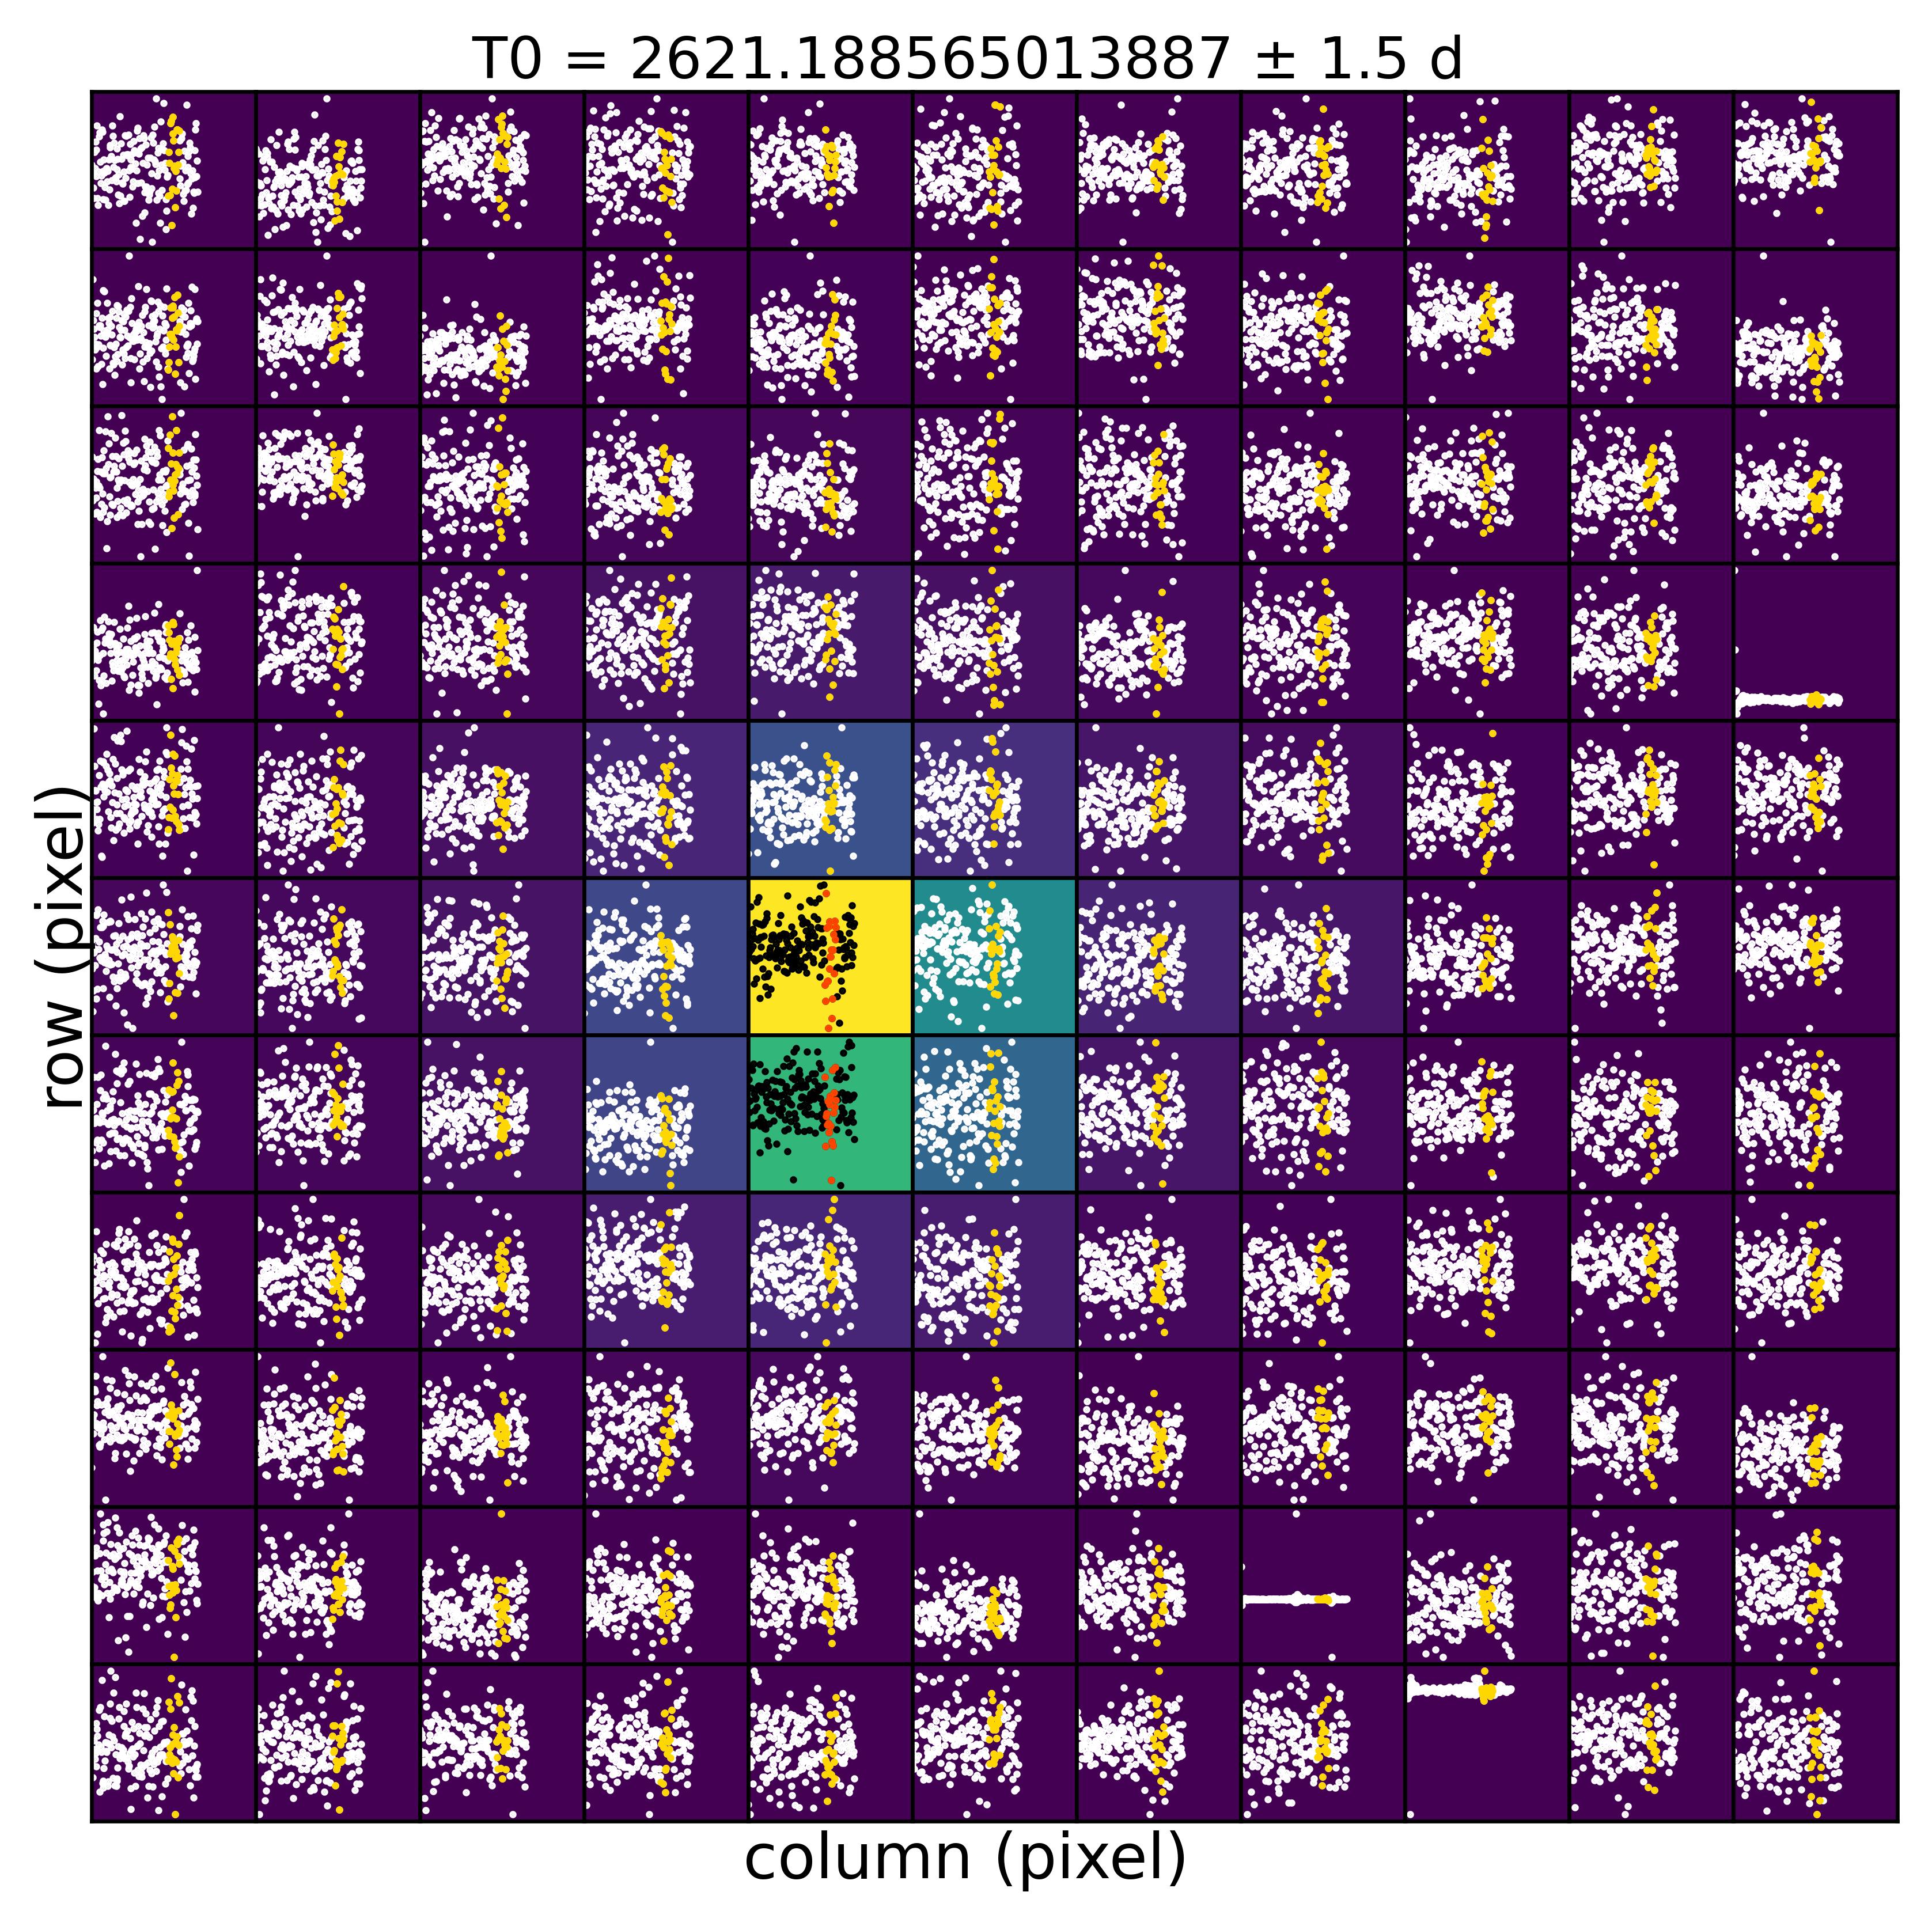 T0 = 2621.188565013887 ± 1.5 d
row (pixel)
column (pixel)